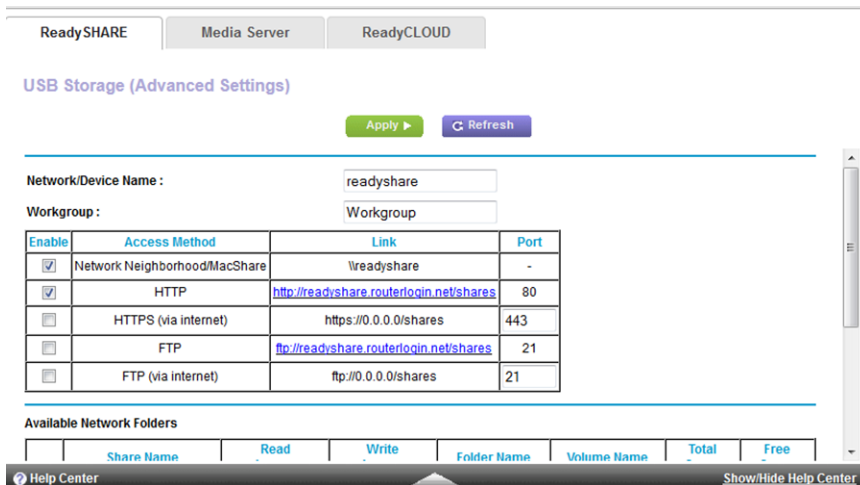 ReadySHARE Media Server ReadyCLOUD
USB Storage (Advanced Settings)
Apply Refresh
Network/Device Name : readyshare
Workgroup : Workgroup
Enable Access Method Link Port
Network Neighborhood/MacShare \\readyshare -
HTTP http://readyshare.routerlogin.net/shares 80
HTTPS (via internet) https://0.0.0.0/shares 443
FTP ftp://readyshare.routerlogin.net/shares 21
FTP (via internet) ftp://0.0.0.0/shares 21
Available Network Folders
Share Name Read Write Folder Name Volume Name Total Free
? Help Center Show/Hide Help Center